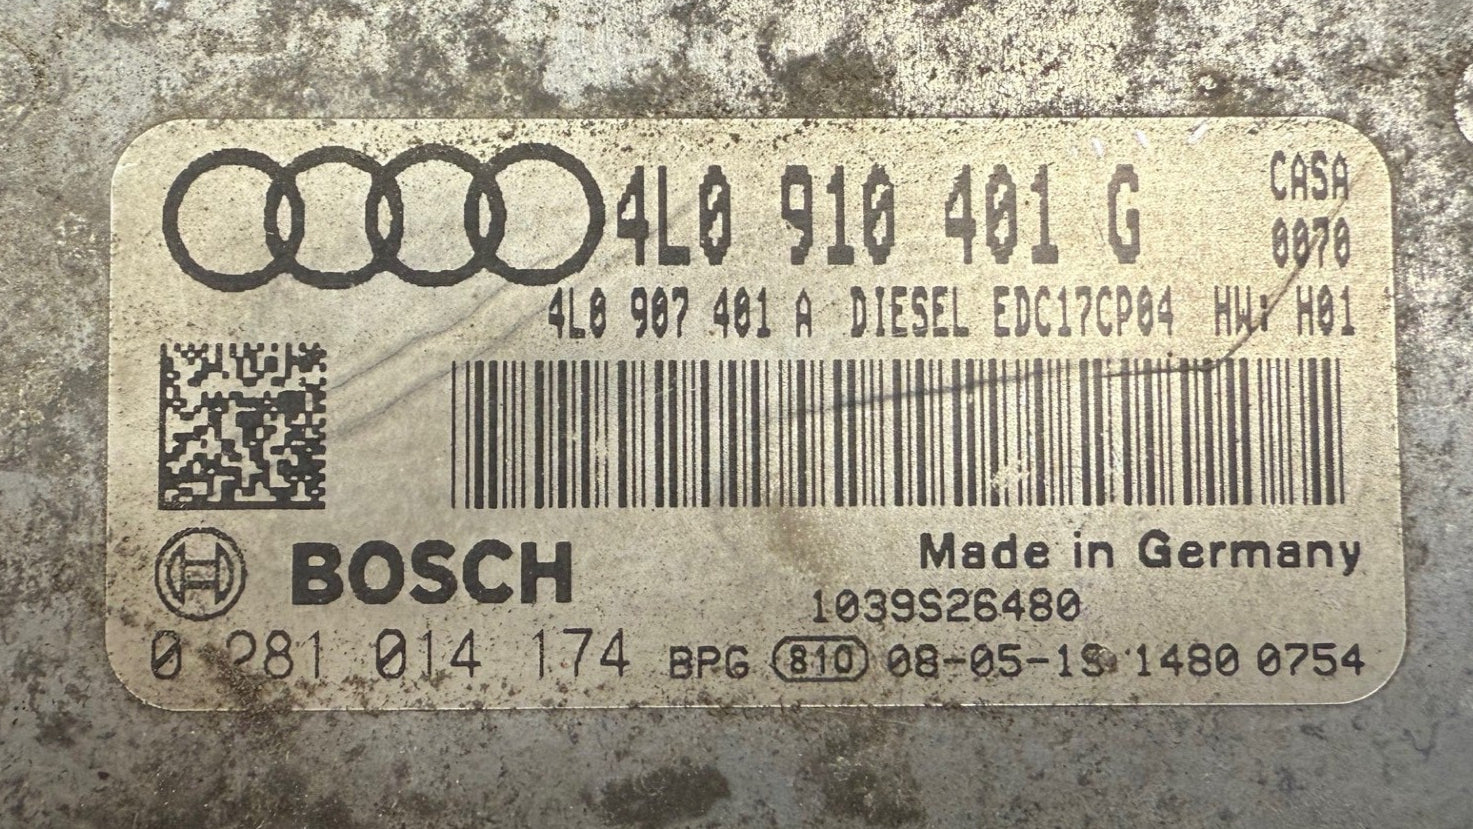 4L0 910 401 G CASA
0070
4L0 907 401 A DIESEL EDC17CP04 HW: H01
BOSCH
Made in Germany
1039S26480
0 281 014 174 BPG 810 08-05-19 1480 0754